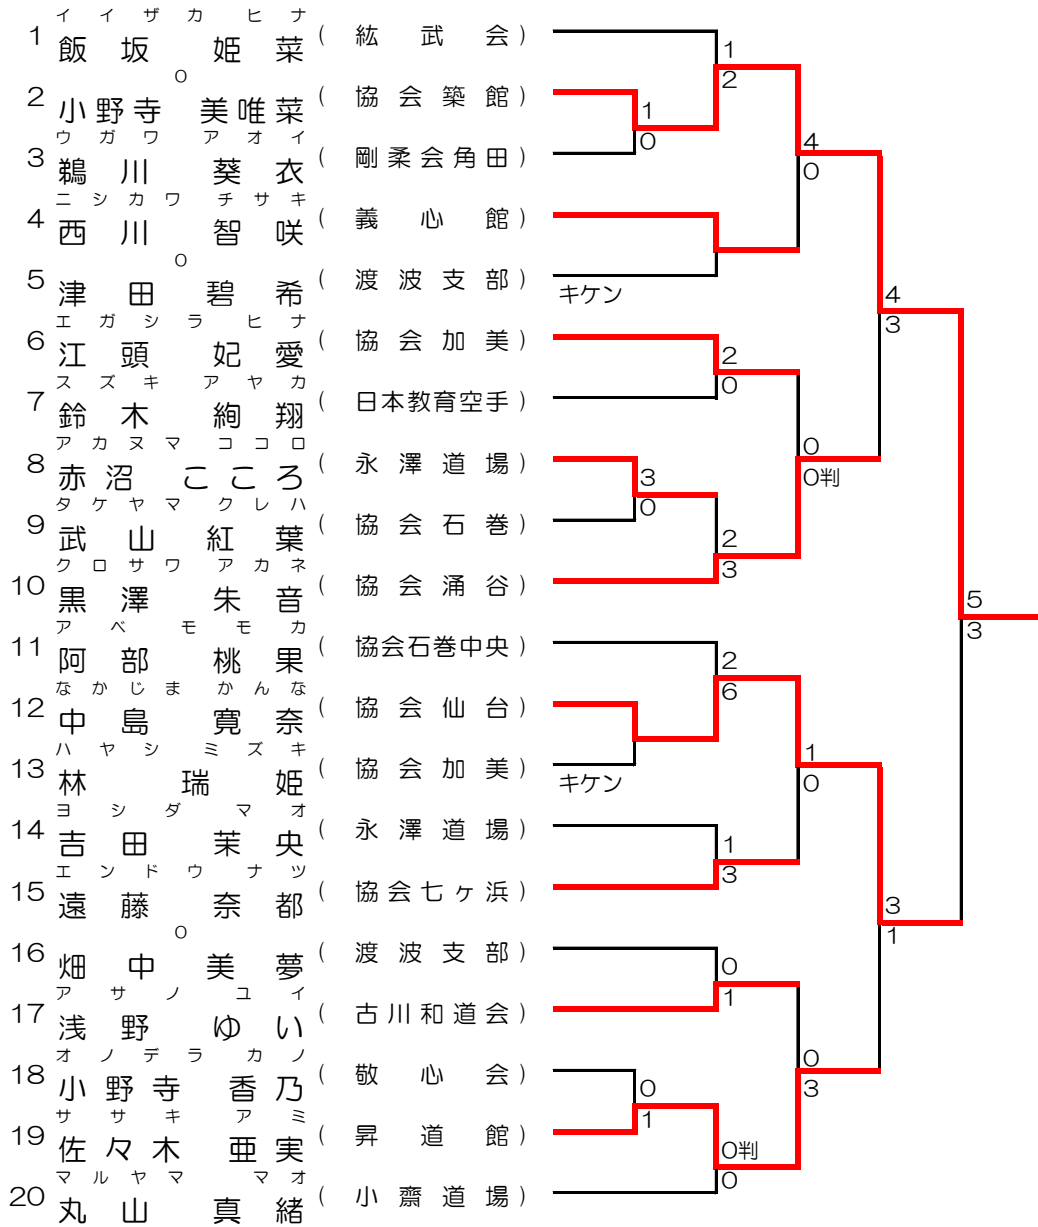 イイザカ ヒナ
1 飯坂 姫菜 (紘武会)
0
2 小野寺 美唯菜 (協会築館)
ウガワ アオイ
3 鵜川 葵衣 (剛柔会角田)
ニシカワ チサキ
4 西川 智咲 (義心館)
0
5 津田 碧希 (渡波支部)
キケン
エガシラ ヒナ
6 江頭 妃愛 (協会加美)
スズキ アヤカ
7 鈴木 絢翔 (日本教育空手)
アカヌマ ココロ
8 赤沼 こころ (永澤道場)
タケヤマ クレハ
9 武山 紅葉 (協会石巻)
クロサワ アカネ
10 黒澤 朱音 (協会涌谷)
アベ モモカ
11 阿部 桃果 (協会石巻中央)
なかじま かんな
12 中島 寛奈 (協会仙台)
ハヤシ ミズキ
13 林 瑞姫 (協会加美)
キケン
ヨシダ マオ
14 吉田 茉央 (永澤道場)
エンドウ ナツ
15 遠藤 奈都 (協会七ヶ浜)
0
16 畑中 美夢 (渡波支部)
アサノ ユイ
17 浅野 ゆい (古川和道会)
オノデラ カノ
18 小野寺 香乃 (敬心会)
ササキ アミ
19 佐々木 亜実 (昇道館)
マルヤマ マオ
20 丸山 真緒 (小齋道場)
1
0
3
0
0
1
1
2
2
0
2
3
2
6
1
3
0
1
0判
0
4
0
0
0判
1
0
0
3
4
3
3
1
5
3